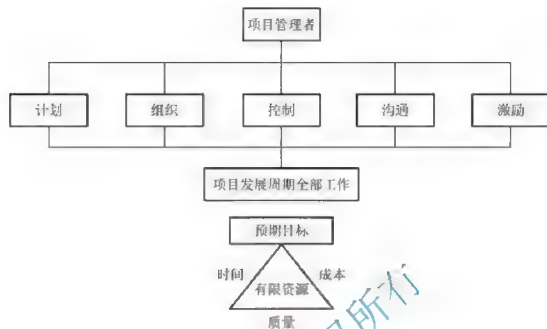 项目管理者
计划 组织 控制 沟通 激励
项目发展周期全部工作
预期目标
时间 成本
有限资源
质量
所行